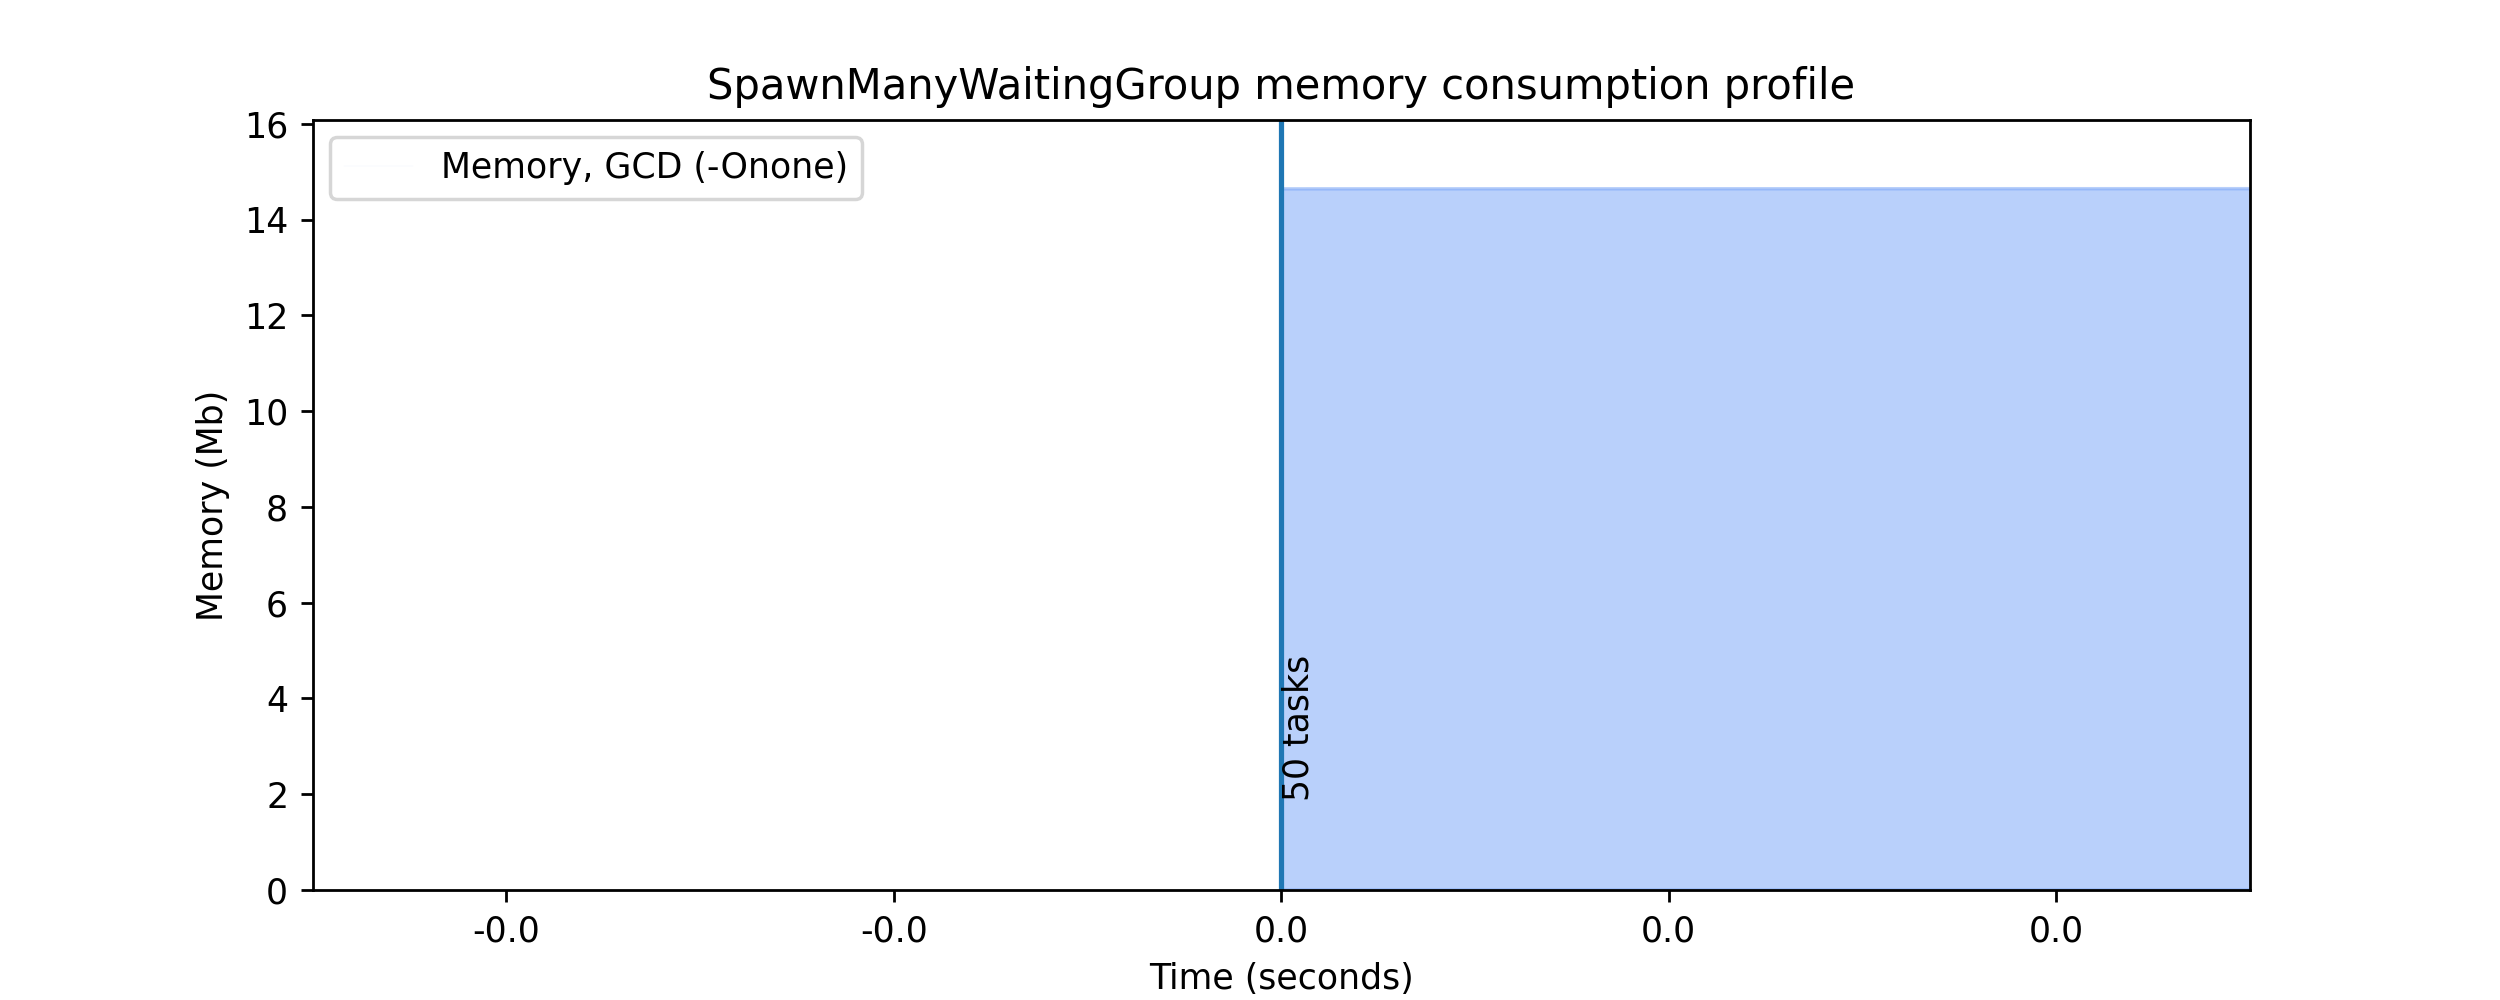 SpawnManyWaitingGroup memory consumption profile
Memory, GCD (-Onone)
16
14
12
10
8
6
4
2
0
Memory (Mb)
50 tasks
-0.0 -0.0 0.0 0.0 0.0
Time (seconds)